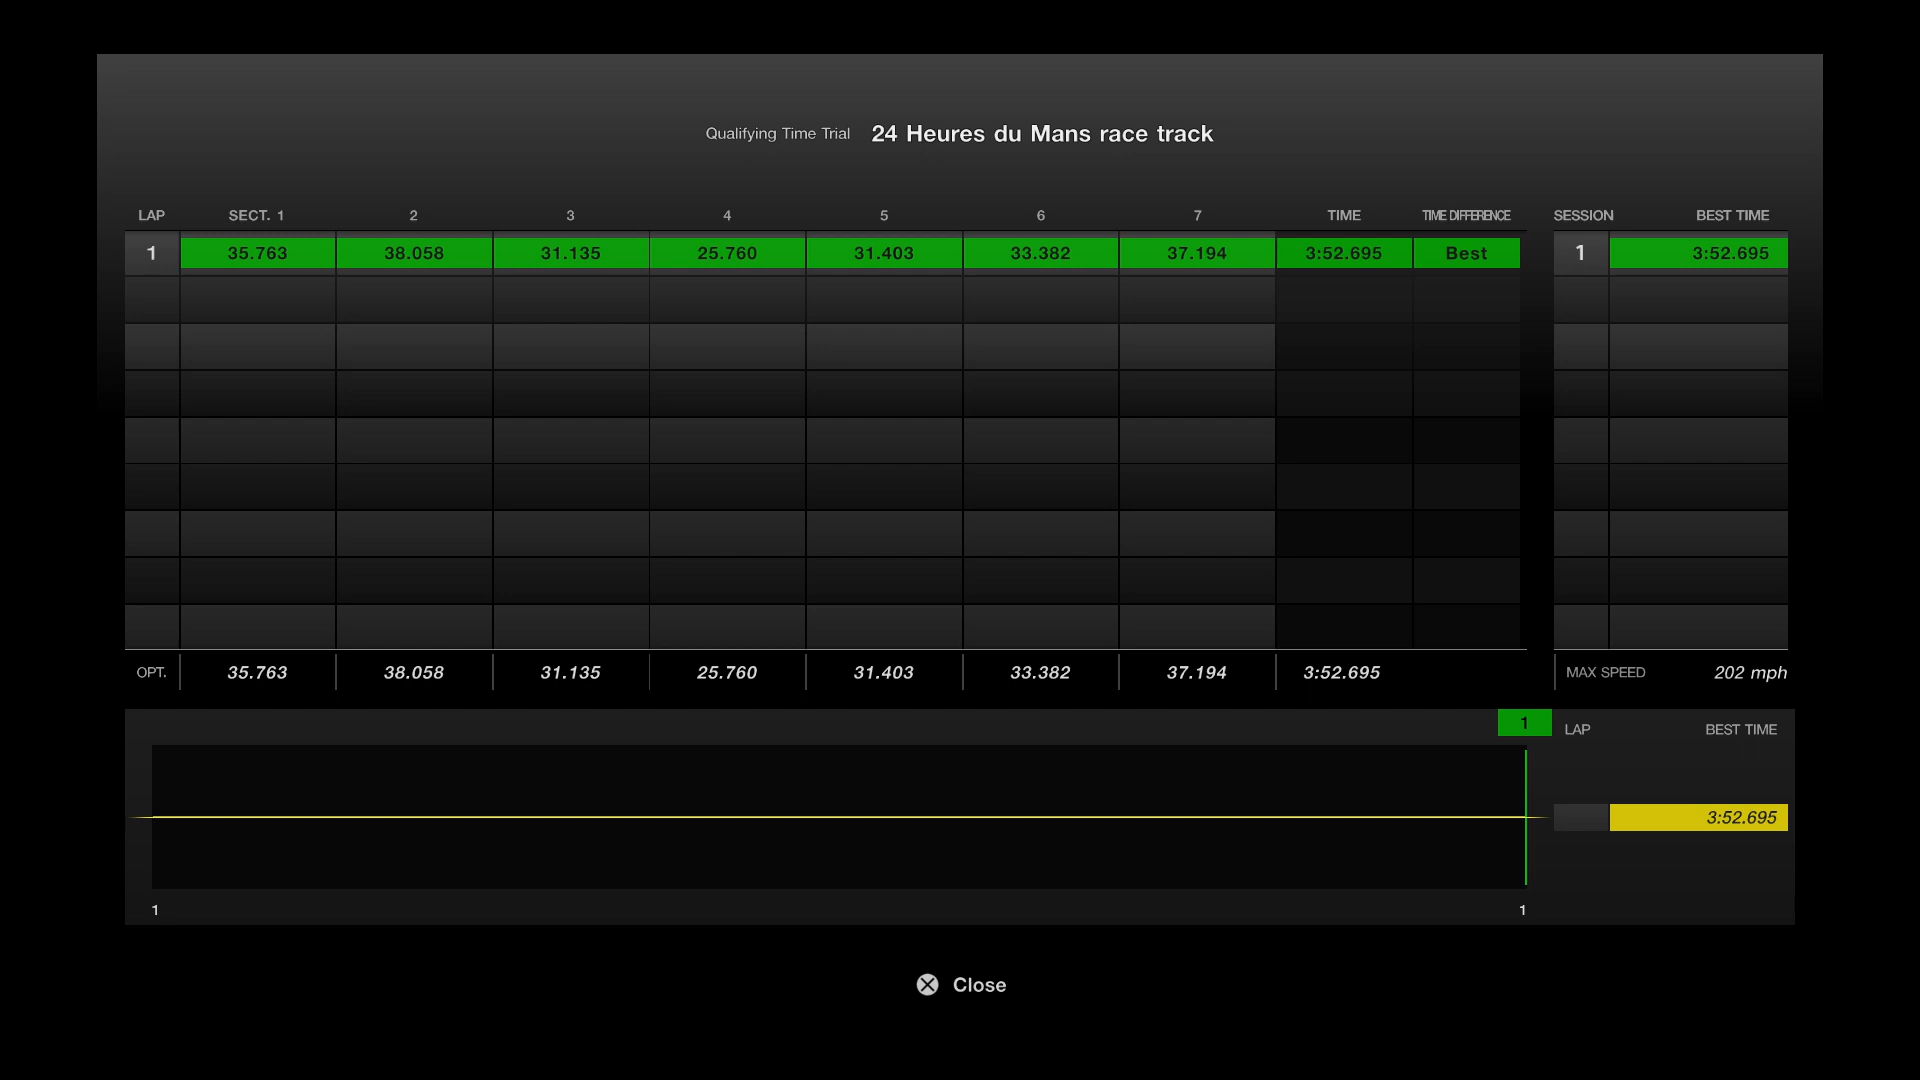 Qualifying Time Trial 24 Heures du Mans race track
LAP SECT. 1 2 3 4 5 6 7 TIME TIME DIFFERENCE SESSION BEST TIME
1 35.763 38.058 31.135 25.760 31.403 33.382 37.194 3:52.695 Best 1 3:52.695
OPT. 35.763 38.058 31.135 25.760 31.403 33.382 37.194 3:52.695 MAX SPEED 202 mph
1 LAP BEST TIME
3:52.695
1 1
Close